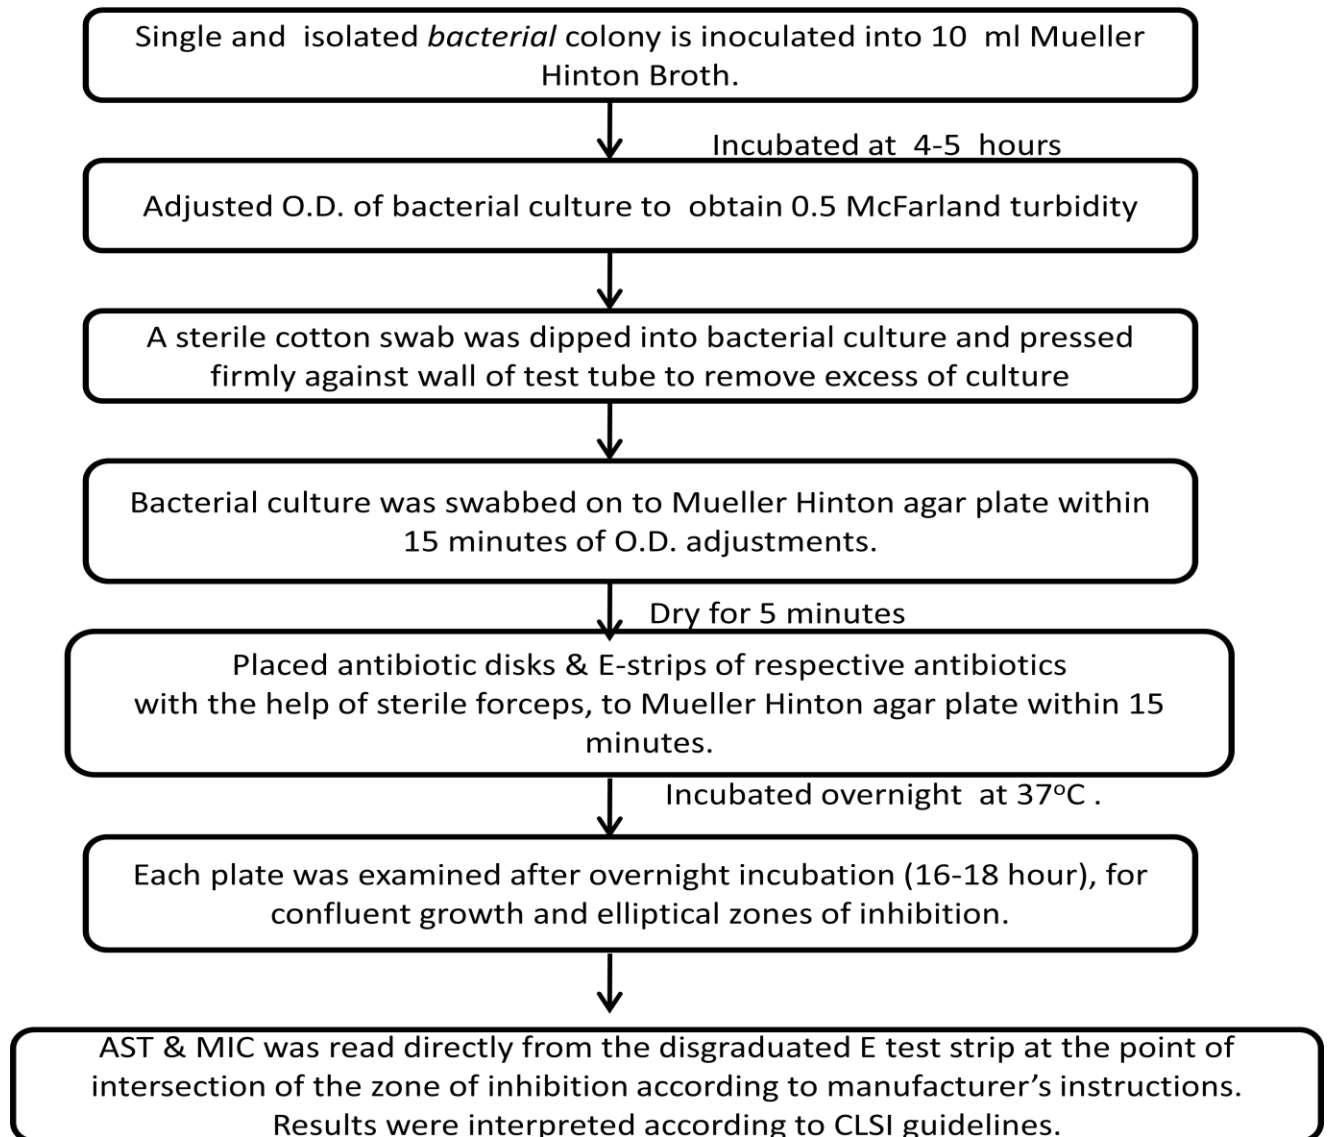 Single and isolated bacterial colony is inoculated into 10 ml Mueller
Hinton Broth.
Incubated at 4-5 hours
Adjusted O.D. of bacterial culture to obtain 0.5 McFarland turbidity
A sterile cotton swab was dipped into bacterial culture and pressed
firmly against wall of test tube to remove excess of culture
Bacterial culture was swabbed on to Mueller Hinton agar plate within
15 minutes of O.D. adjustments.
Dry for 5 minutes
Placed antibiotic disks & E-strips of respective antibiotics
with the help of sterile forceps, to Mueller Hinton agar plate within 15
minutes.
Incubated overnight at 37°C .
Each plate was examined after overnight incubation (16-18 hour), for
confluent growth and elliptical zones of inhibition.
AST & MIC was read directly from the disgraduated E test strip at the point of
intersection of the zone of inhibition according to manufacturer’s instructions.
Results were interpreted according to CLSI guidelines.